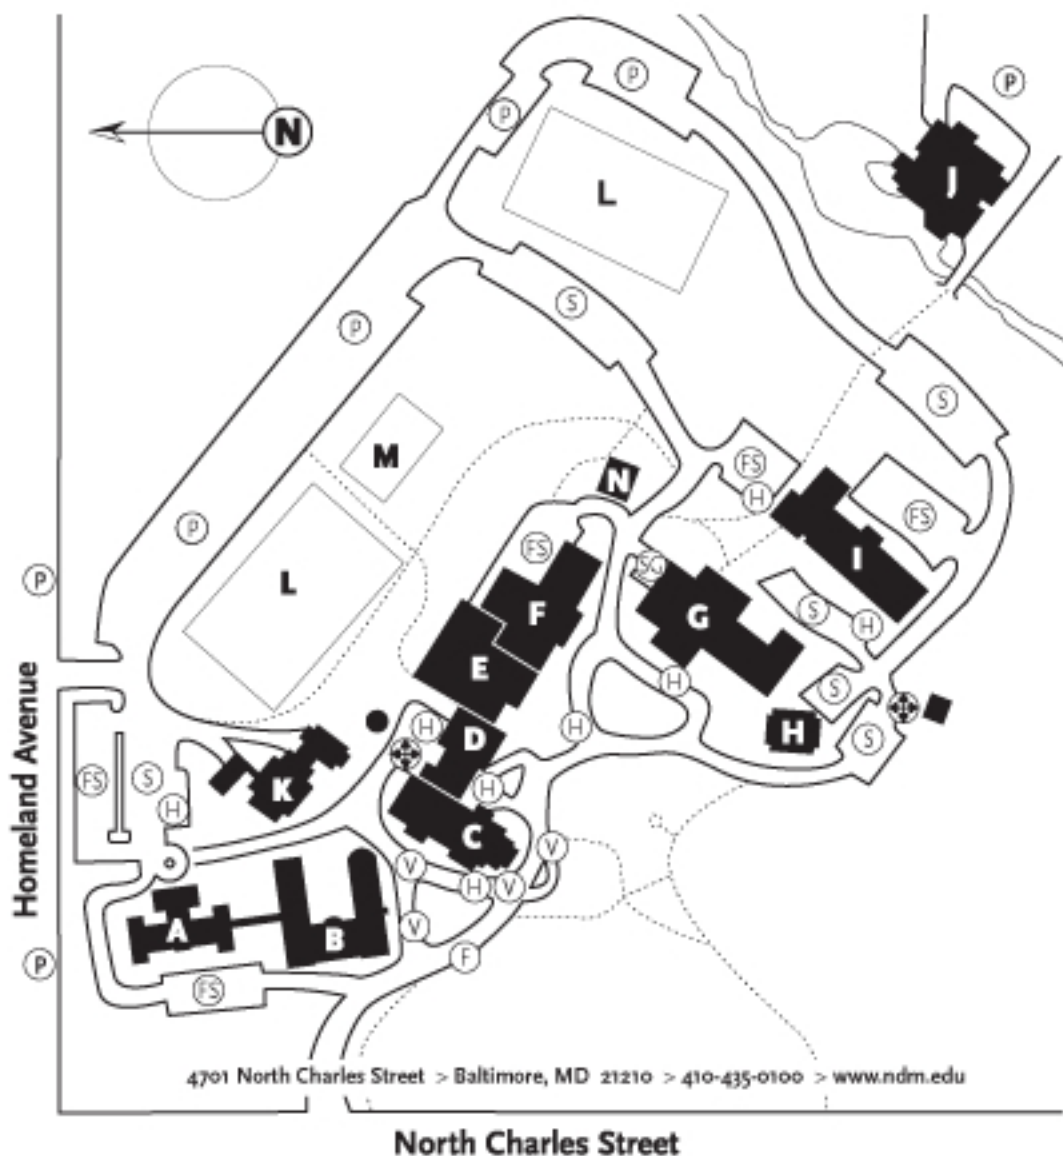 P
P
P
N
L
J
S
P
S
M
FS
H
N
P
FS
I
FS
P
L
SG
F
G
S
H
E
H
S
H
H
D
H
S
K
FS
S
H
H
C
V
V
H
V
A
B
V
F
P
FS
Homeland Avenue
4701 North Charles Street > Baltimore, MD 21210 > 410-435-0100 > www.ndm.edu
North Charles Street